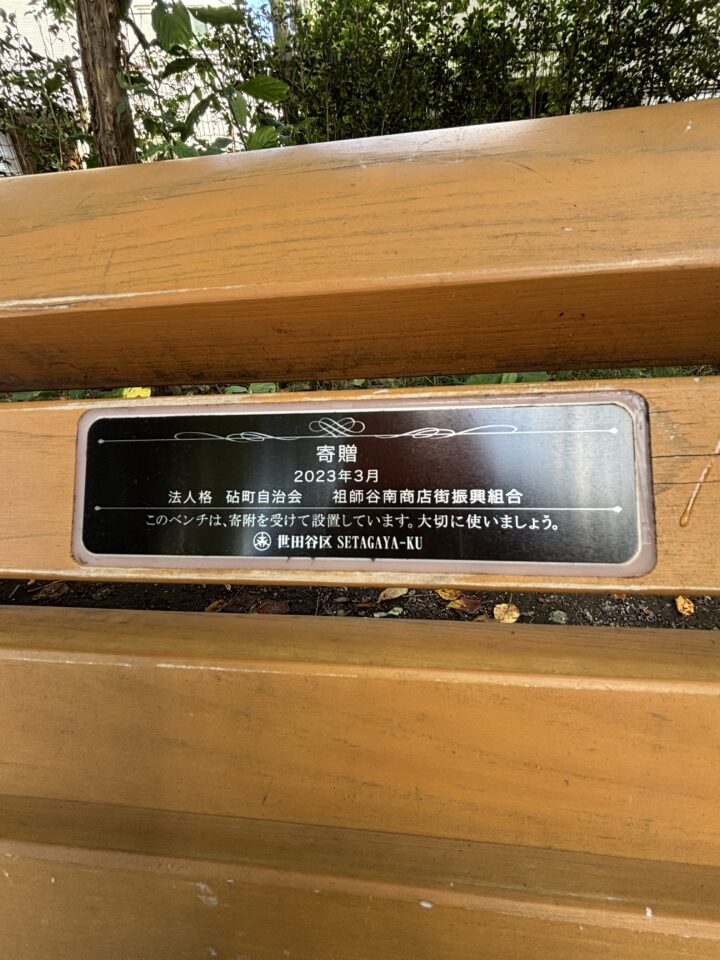 寄贈
2023年3月
法人格 砧町自治会 祖師谷南商店街振興組合
このベンチは、寄附を受けて設置しています。大切に使いましょう。
世田谷区 SETAGAYA-KU